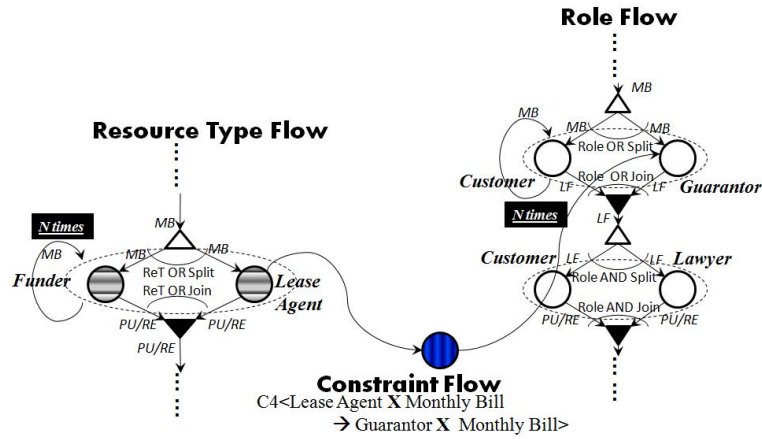 Role Flow
MB
MB
MB
MB
Role OR Split
Customer
Role OR Join
Guarantor
LF
LF
N times
LF
Customer
LF
LF
Lawyer
Role AND Split
Role AND Join
PU/RE
PU/RE
Resource Type Flow
N times
MB
MB
MB
MB
Funder
ReT OR Split
ReT OR Join
Lease
Agent
PU/RE
PU/RE
PU/RE
Constraint Flow
C4<Lease Agent X Monthly Bill
→ Guarantor X Monthly Bill>